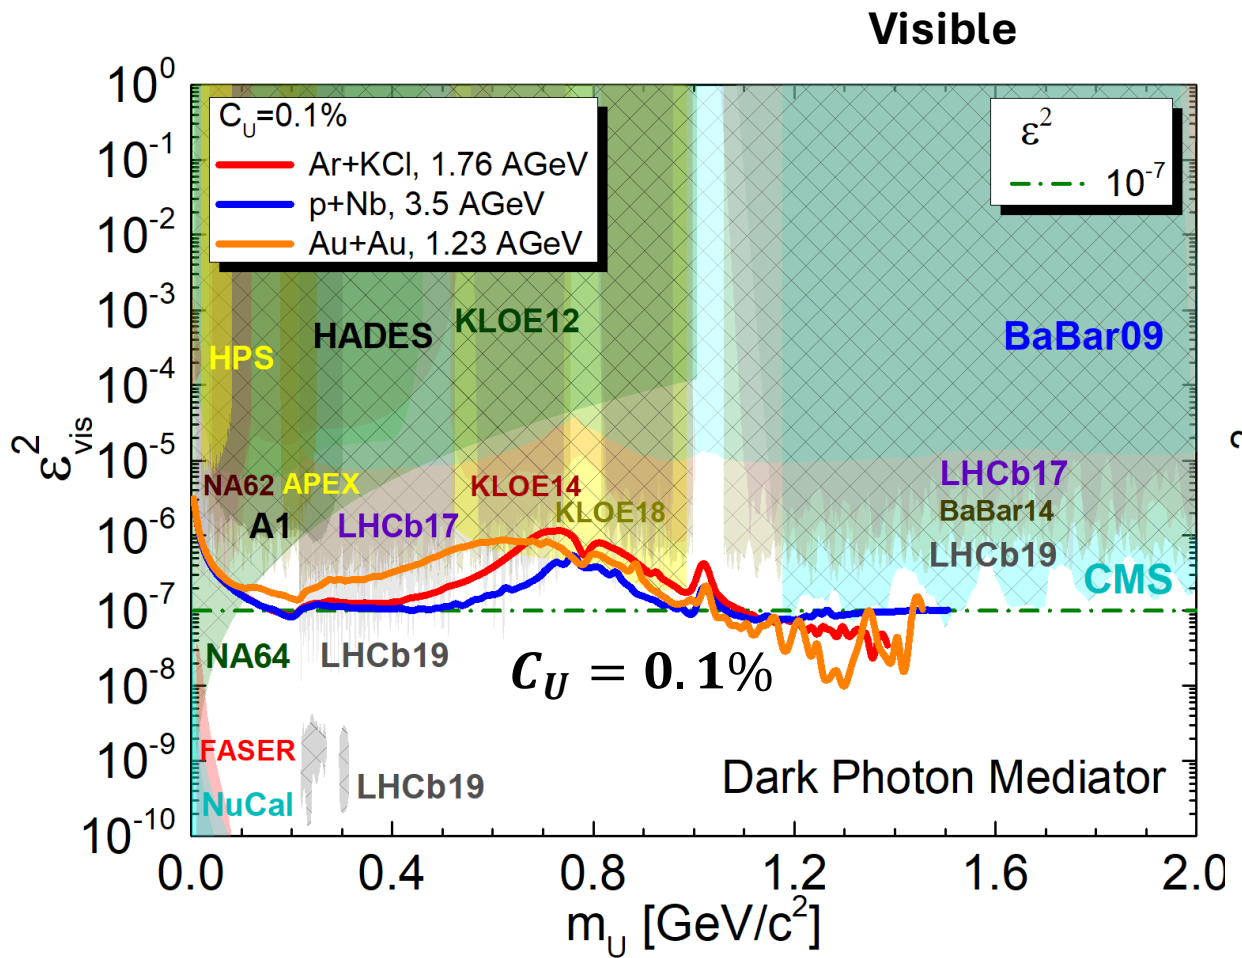 Visible
C_U=0.1%
Ar+KCl, 1.76 AGeV
p+Nb, 3.5 AGeV
Au+Au, 1.23 AGeV
ε²
10⁻⁷
10⁰
10⁻¹
10⁻²
10⁻³
10⁻⁴
10⁻⁵
10⁻⁶
10⁻⁷
10⁻⁸
10⁻⁹
10⁻¹⁰
ε²_vis
HPS
HADES
KLOE12
BaBar09
NA62
APEX
KLOE14
LHCb17
A1
LHCb17
KLOE18
BaBar14
LHCb19
CMS
NA64
LHCb19
C_U = 0.1%
FASER
NuCal
LHCb19
Dark Photon Mediator
0.0 0.4 0.8 1.2 1.6 2.0
m_U [GeV/c²]